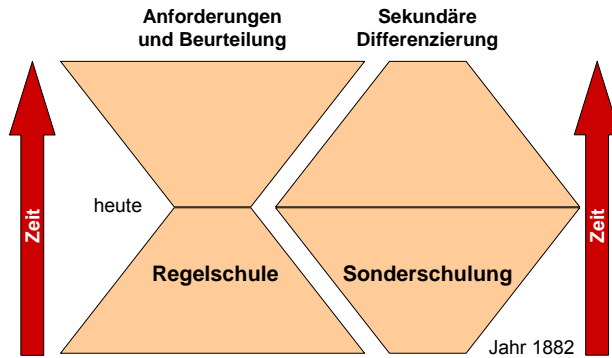 Anforderungen
und Beurteilung
Sekundäre
Differenzierung
heute
Zeit
Zeit
Regelschule
Sonderschulung
Jahr 1882